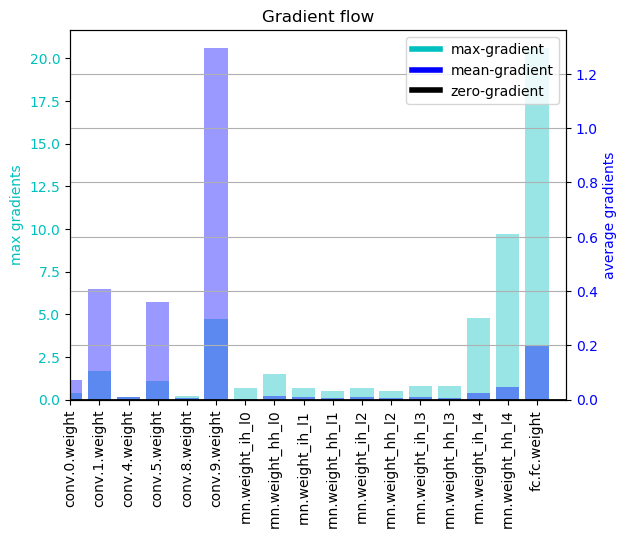 Gradient flow
max-gradient
mean-gradient
zero-gradient
max gradients
20.0
17.5
15.0
12.5
10.0
7.5
5.0
2.5
0.0
average gradients
1.2
1.0
0.8
0.6
0.4
0.2
0.0
conv.0.weight
conv.1.weight
conv.4.weight
conv.5.weight
conv.8.weight
conv.9.weight
rnn.weight_ih_l0
rnn.weight_hh_l0
rnn.weight_ih_l1
rnn.weight_hh_l1
rnn.weight_ih_l2
rnn.weight_hh_l2
rnn.weight_ih_l3
rnn.weight_hh_l3
rnn.weight_ih_l4
rnn.weight_hh_l4
fc.fc.weight